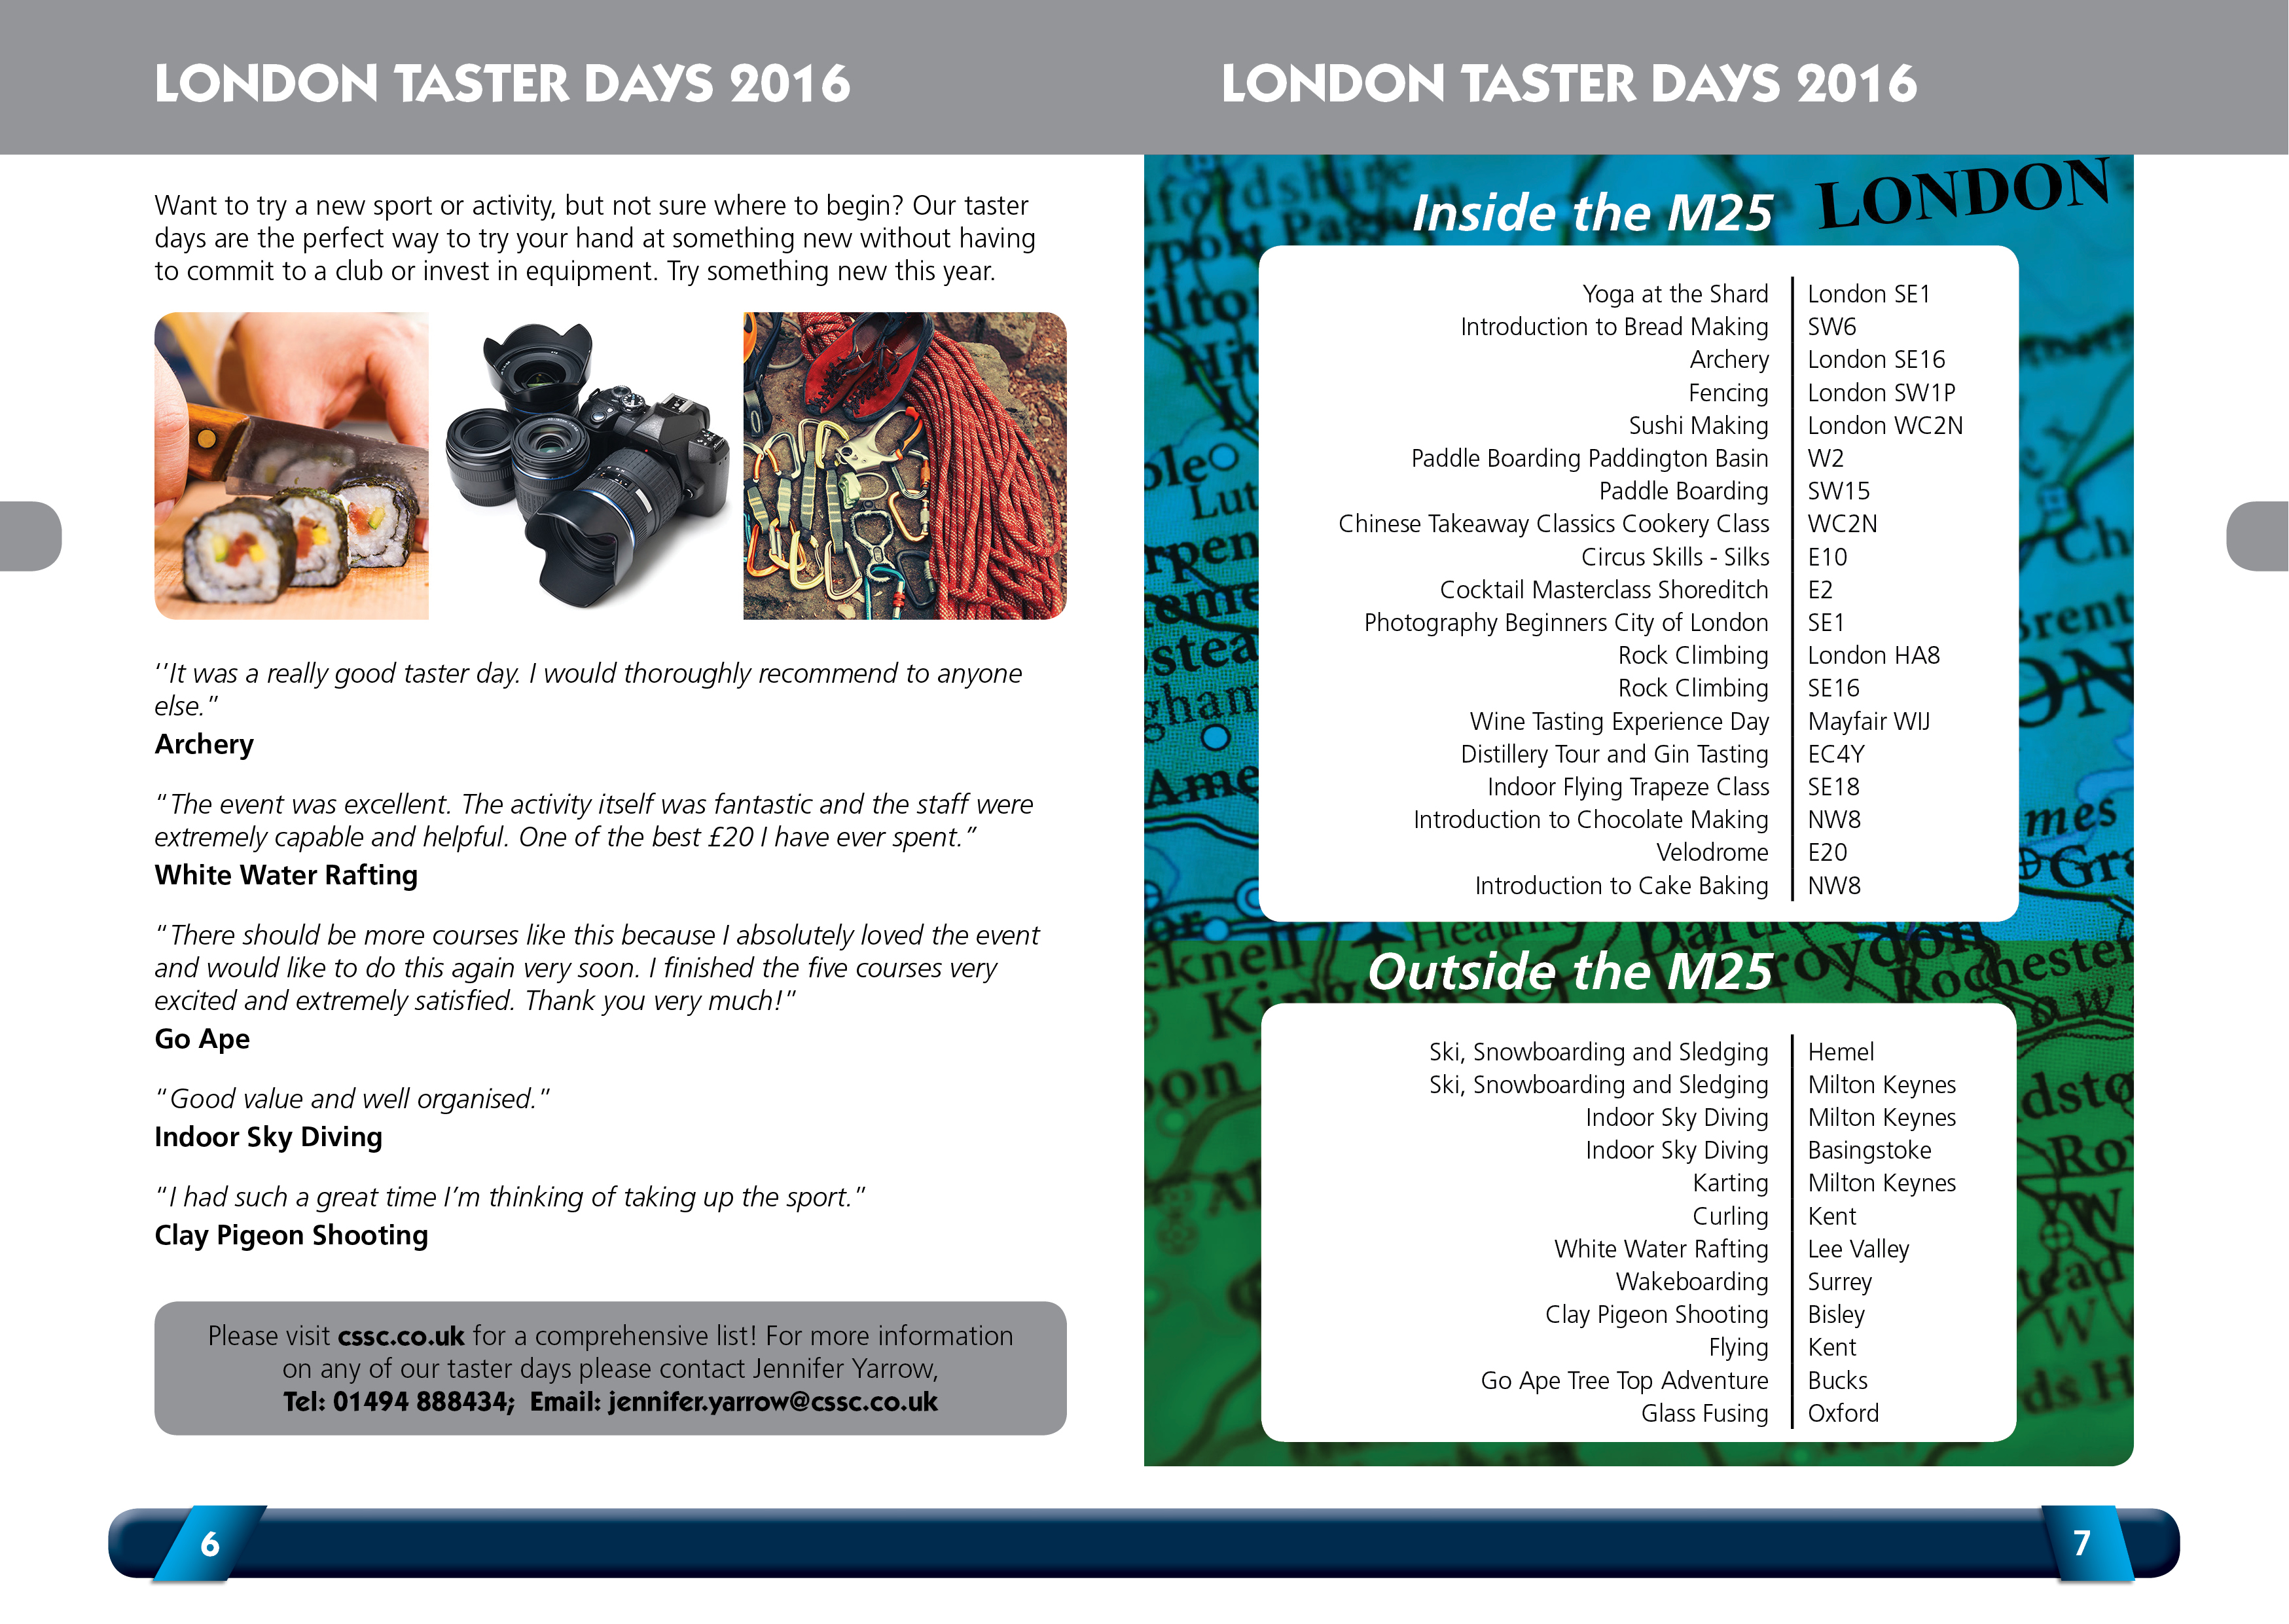 LONDON TASTER DAYS 2016
Want to try a new sport or activity, but not sure where to begin? Our taster
days are the perfect way to try your hand at something new without having
to commit to a club or invest in equipment. Try something new this year.
‘’It was a really good taster day. I would thoroughly recommend to anyone
else."
Archery
“The event was excellent. The activity itself was fantastic and the staff were
extremely capable and helpful. One of the best £20 I have ever spent.”
White Water Rafting
“There should be more courses like this because I absolutely loved the event
and would like to do this again very soon. I finished the five courses very
excited and extremely satisfied. Thank you very much!"
Go Ape
“Good value and well organised."
Indoor Sky Diving
“I had such a great time I’m thinking of taking up the sport."
Clay Pigeon Shooting
Please visit cssc.co.uk for a comprehensive list! For more information
on any of our taster days please contact Jennifer Yarrow,
Tel: 01494 888434; Email: jennifer.yarrow@cssc.co.uk
6
LONDON TASTER DAYS 2016
LONDON
Inside the M25
Yoga at the Shard London SE1
Introduction to Bread Making SW6
Archery London SE16
Fencing London SW1P
Sushi Making London WC2N
Paddle Boarding Paddington Basin W2
Paddle Boarding SW15
Chinese Takeaway Classics Cookery Class WC2N
Circus Skills - Silks E10
Cocktail Masterclass Shoreditch E2
Photography Beginners City of London SE1
Rock Climbing London HA8
Rock Climbing SE16
Wine Tasting Experience Day Mayfair WIJ
Distillery Tour and Gin Tasting EC4Y
Indoor Flying Trapeze Class SE18
Introduction to Chocolate Making NW8
Velodrome E20
Introduction to Cake Baking NW8
Outside the M25
Ski, Snowboarding and Sledging Hemel
Ski, Snowboarding and Sledging Milton Keynes
Indoor Sky Diving Milton Keynes
Indoor Sky Diving Basingstoke
Karting Milton Keynes
Curling Kent
White Water Rafting Lee Valley
Wakeboarding Surrey
Clay Pigeon Shooting Bisley
Flying Kent
Go Ape Tree Top Adventure Bucks
Glass Fusing Oxford
7